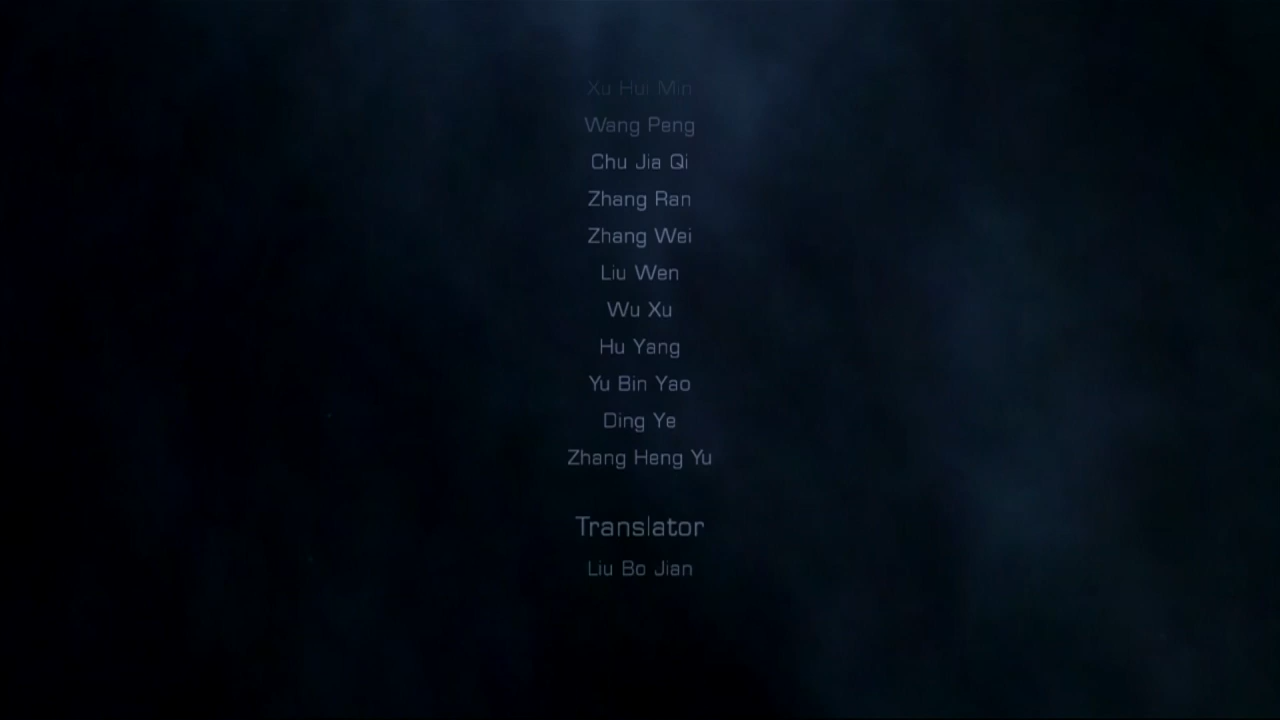 Xu Hui Min
Wang Peng
Chu Jia Qi
Zhang Ran
Zhang Wei
Liu Wen
Wu Xu
Hu Yang
Yu Bin Yao
Ding Ye
Zhang Heng Yu
Translator
Liu Bo Jian